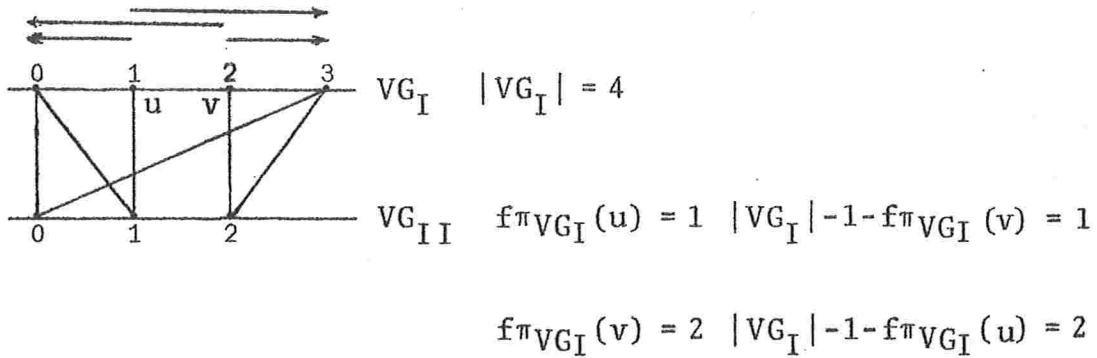 0 1 2 3
u v
VG_I |VG_I| = 4
VG_II fπ_VG_I(u) = 1 |VG_I|-1-fπ_VG_I(v) = 1
0 1 2
fπ_VG_I(v) = 2 |VG_I|-1-fπ_VG_I(u) = 2